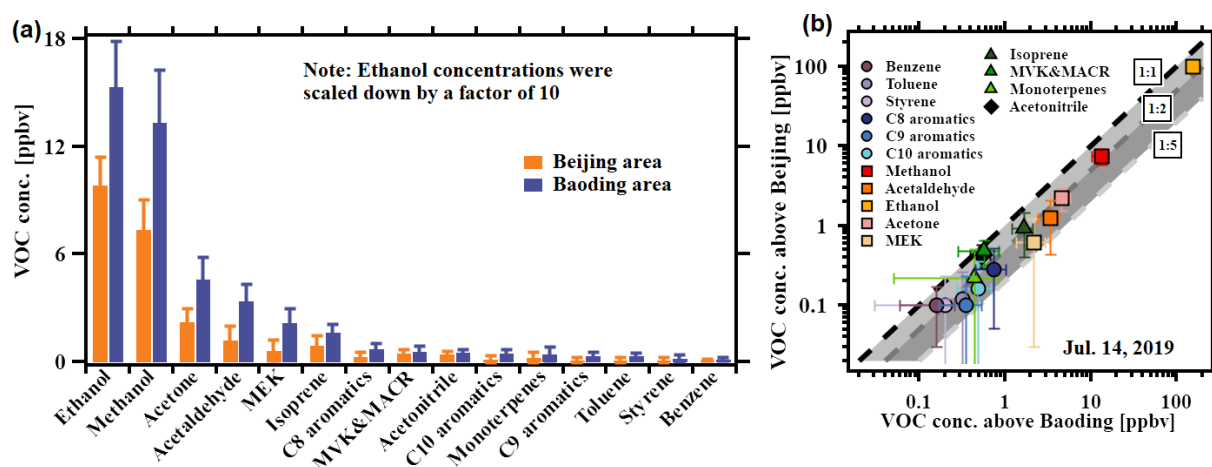 (a)
18
12
6
0
VOC conc. [ppbv]
Note: Ethanol concentrations were
scaled down by a factor of 10
Beijing area
Baoding area
Ethanol
Methanol
Acetone
Acetaldehyde
MEK
Isoprene
C8 aromatics
MVK&MACR
Acetonitrile
C10 aromatics
Monoterpenes
C9 aromatics
Toluene
Styrene
Benzene
(b)
VOC conc. above Beijing [ppbv]
100
10
1
0.1
Benzene
Toluene
Styrene
C8 aromatics
C9 aromatics
C10 aromatics
Methanol
Acetaldehyde
Ethanol
Acetone
MEK
Isoprene
MVK&MACR
Monoterpenes
Acetonitrile
1:1
1:2
1:5
Jul. 14, 2019
0.1
1
10
100
VOC conc. above Baoding [ppbv]